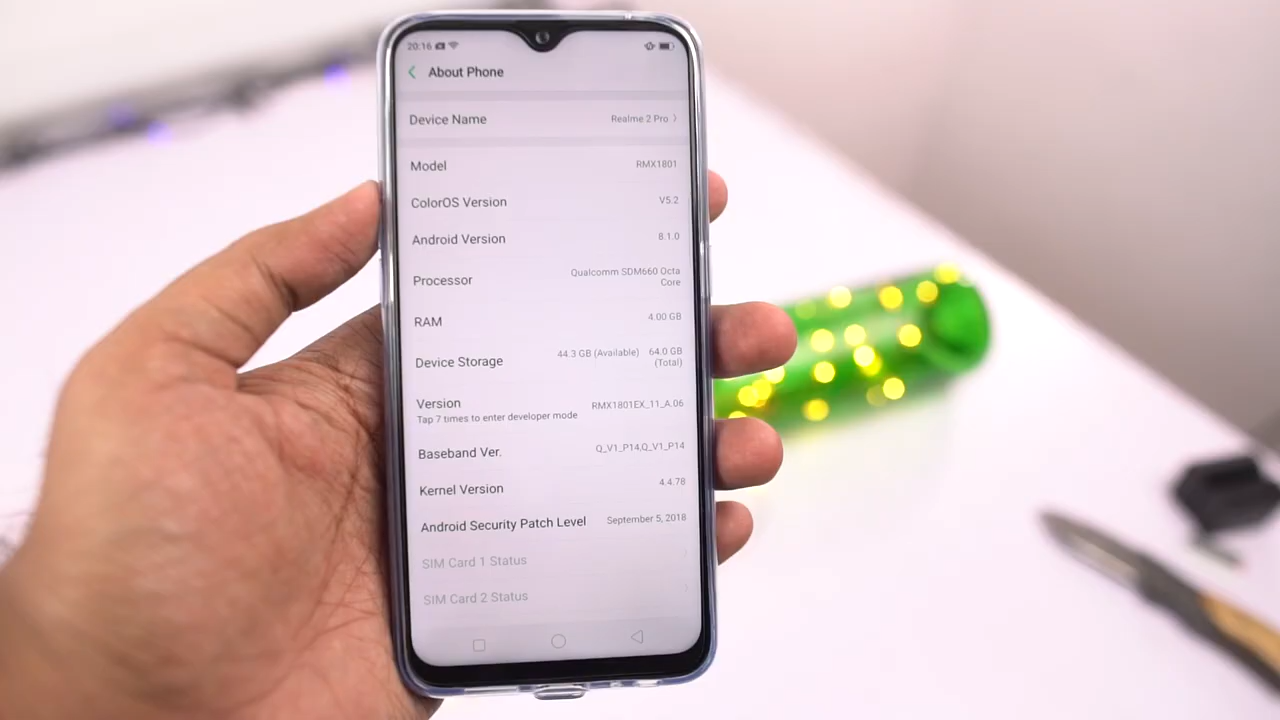 20:16
About Phone
Device Name Realme 2 Pro
Model RMX1801
ColorOS Version V5.2
Android Version 8.1.0
Processor Qualcomm SDM660 Octa
Core
RAM 4.00 GB
Device Storage 44.3 GB (Available) 64.0 GB
(Total)
Version RMX1801EX_11_A.06
Tap 7 times to enter developer mode
Baseband Ver. Q_V1_P14,Q_V1_P14
Kernel Version 4.4.78
Android Security Patch Level September 5, 2018
SIM Card 1 Status
SIM Card 2 Status